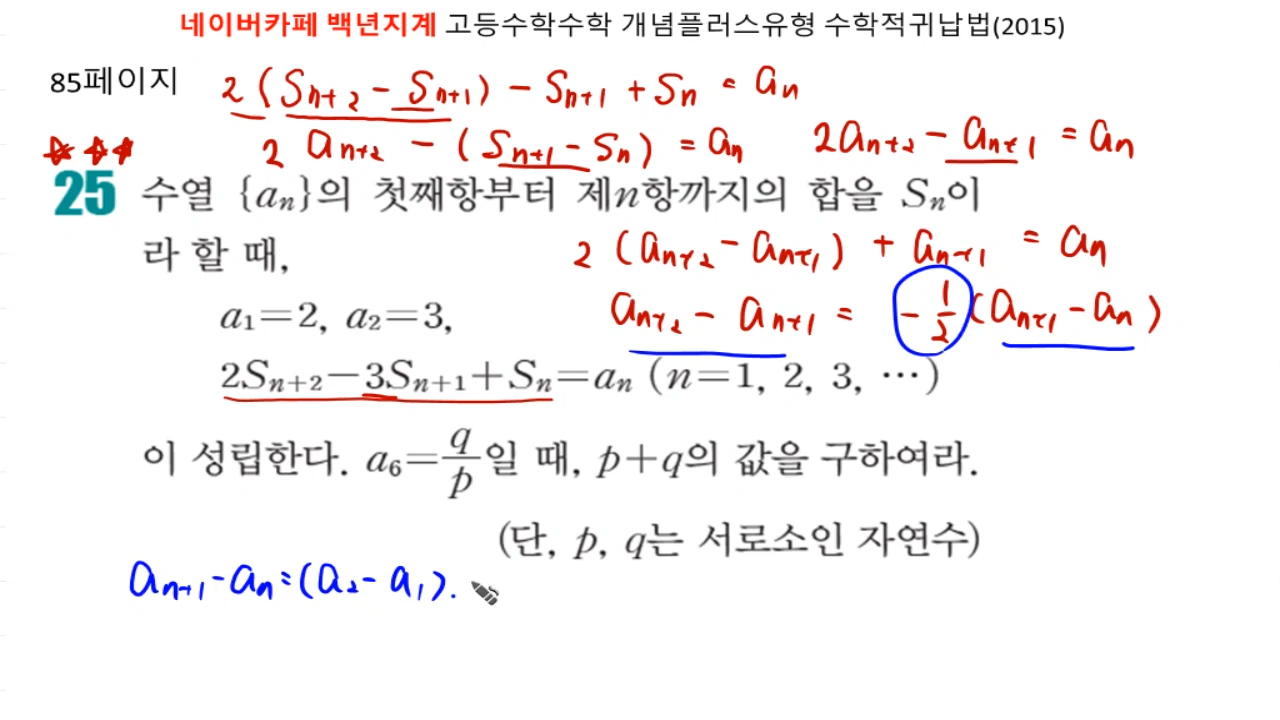 네이버카페 백년지계 고등수학수학 개념플러스유형 수학적귀납법(2015)
85페이지
2(Sn+2 - Sn+1) - Sn+1 + Sn = an
2 an+2 - (Sn+1 - Sn) = an
2an+2 - an+1 = an
25 수열 {an}의 첫째항부터 제n항까지의 합을 Sn이
라 할 때,
2(an+2 - an+1) + an+1 = an
a1=2, a2=3,
an+2 - an+1 = -1/2(an+1 - an)
2Sn+2-3Sn+1+Sn=an (n=1, 2, 3, …)
이 성립한다. a6=q/p일 때, p+q의 값을 구하여라.
(단, p, q는 서로소인 자연수)
an+1-an=(a2-a1).